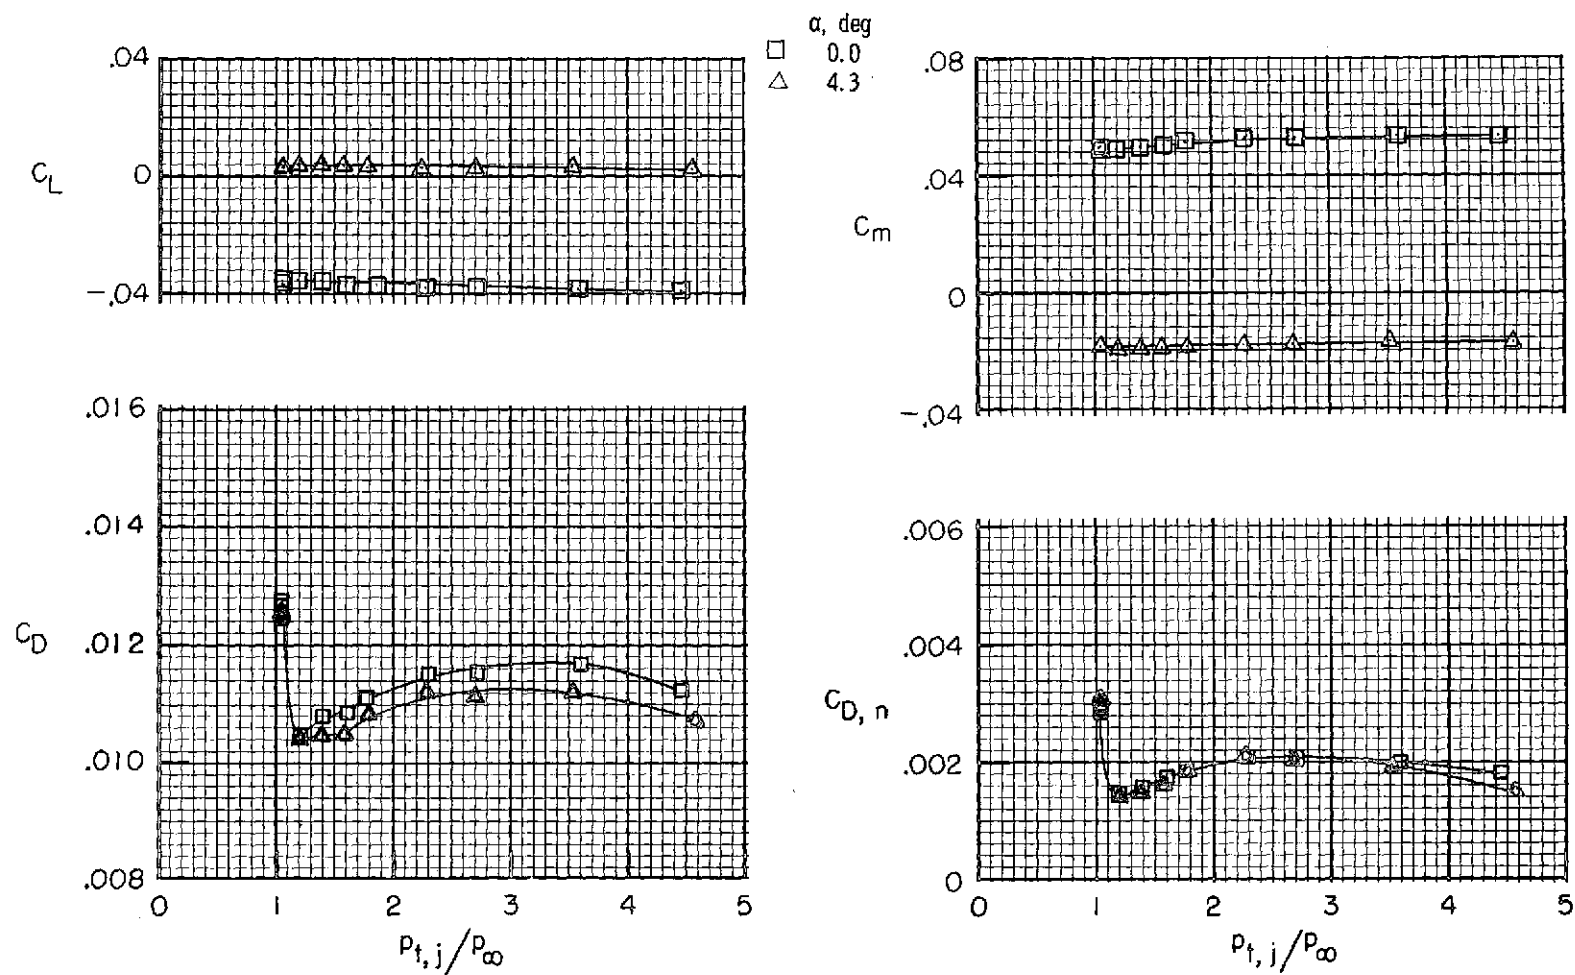 α, deg
□ 0.0
△ 4.3
.04
0
-.04
C_L
.08
.04
0
-.04
C_m
.016
.014
.012
.010
.008
C_D
0 1 2 3 4 5
p_t, j/p_∞
.006
.004
.002
0
C_D, n
0 1 2 3 4 5
p_t, j/p_∞